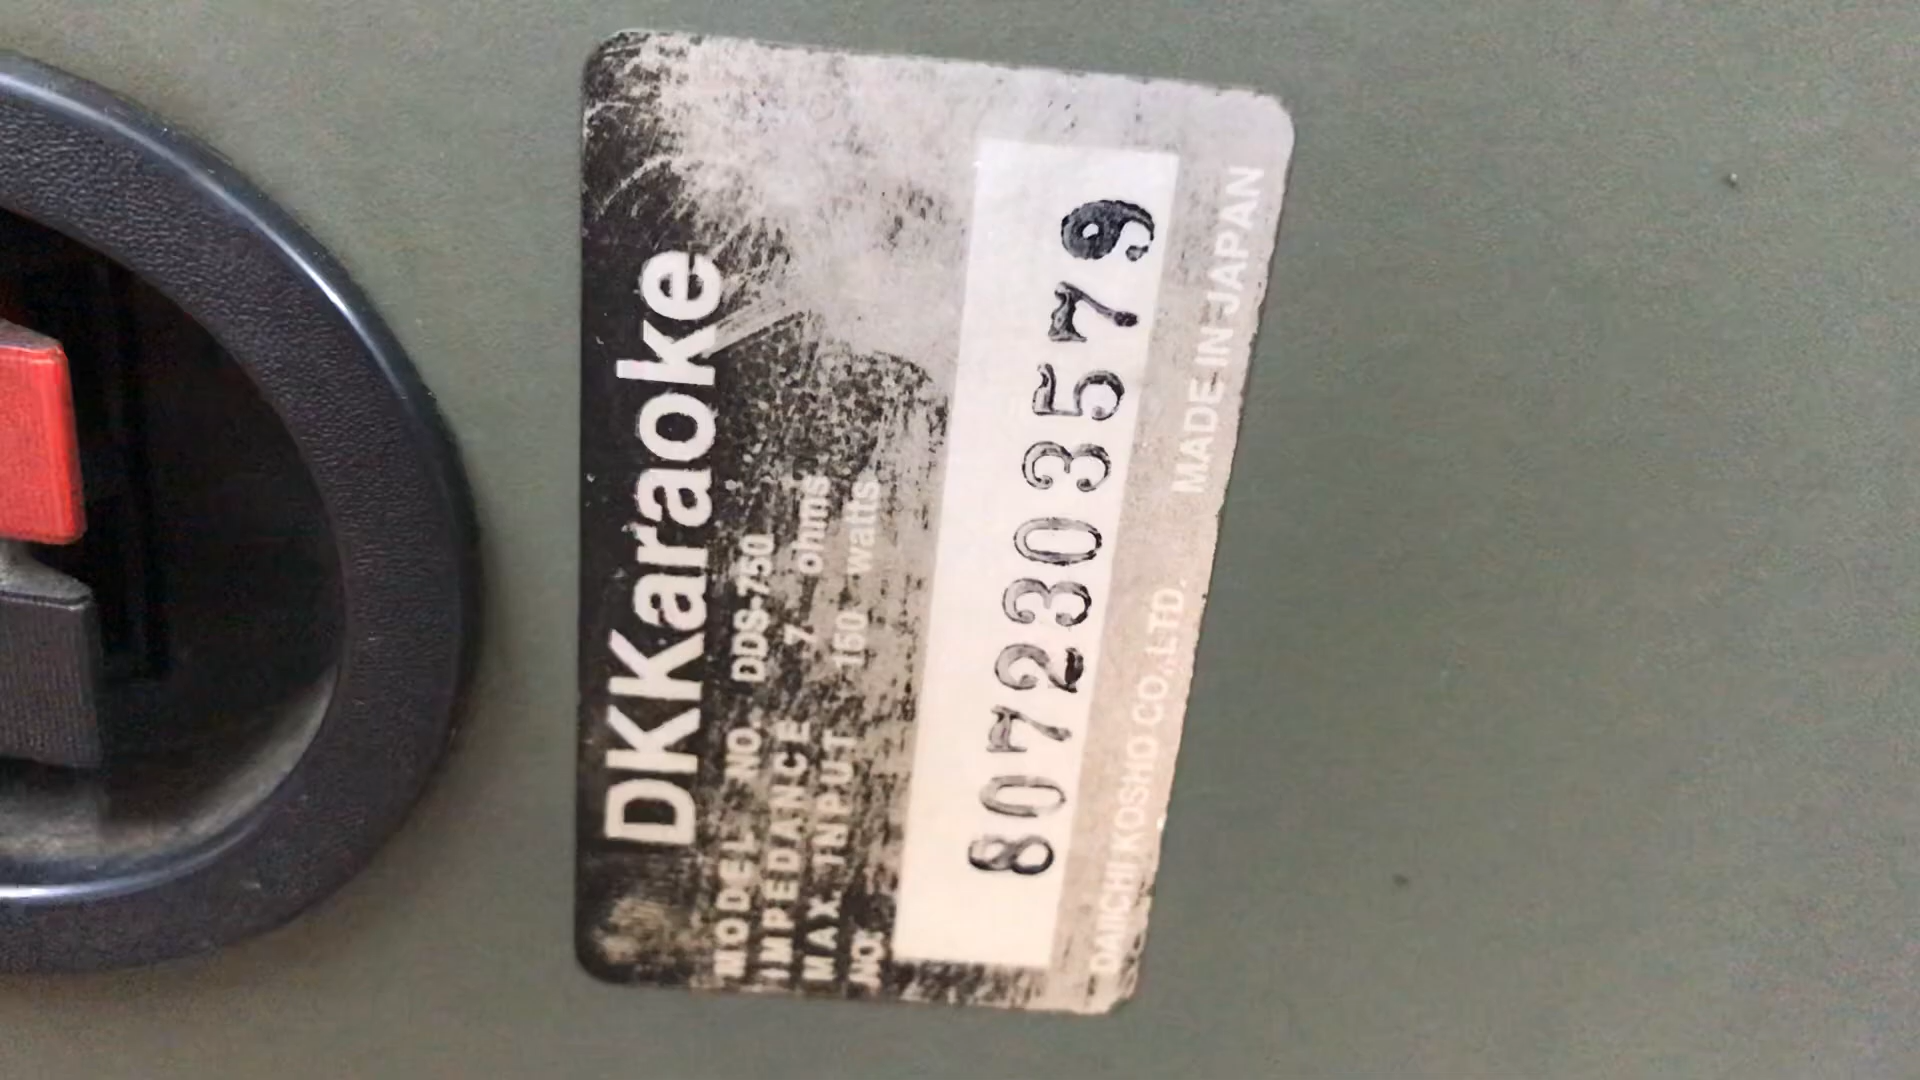 DKKaraoke
MODEL NO. DDS-750
IMPEDANCE 7 ohms
MAX. INPUT 160 watts
NO.
8072303579
DAIICHI KOSHO CO.,LTD. MADE IN JAPAN